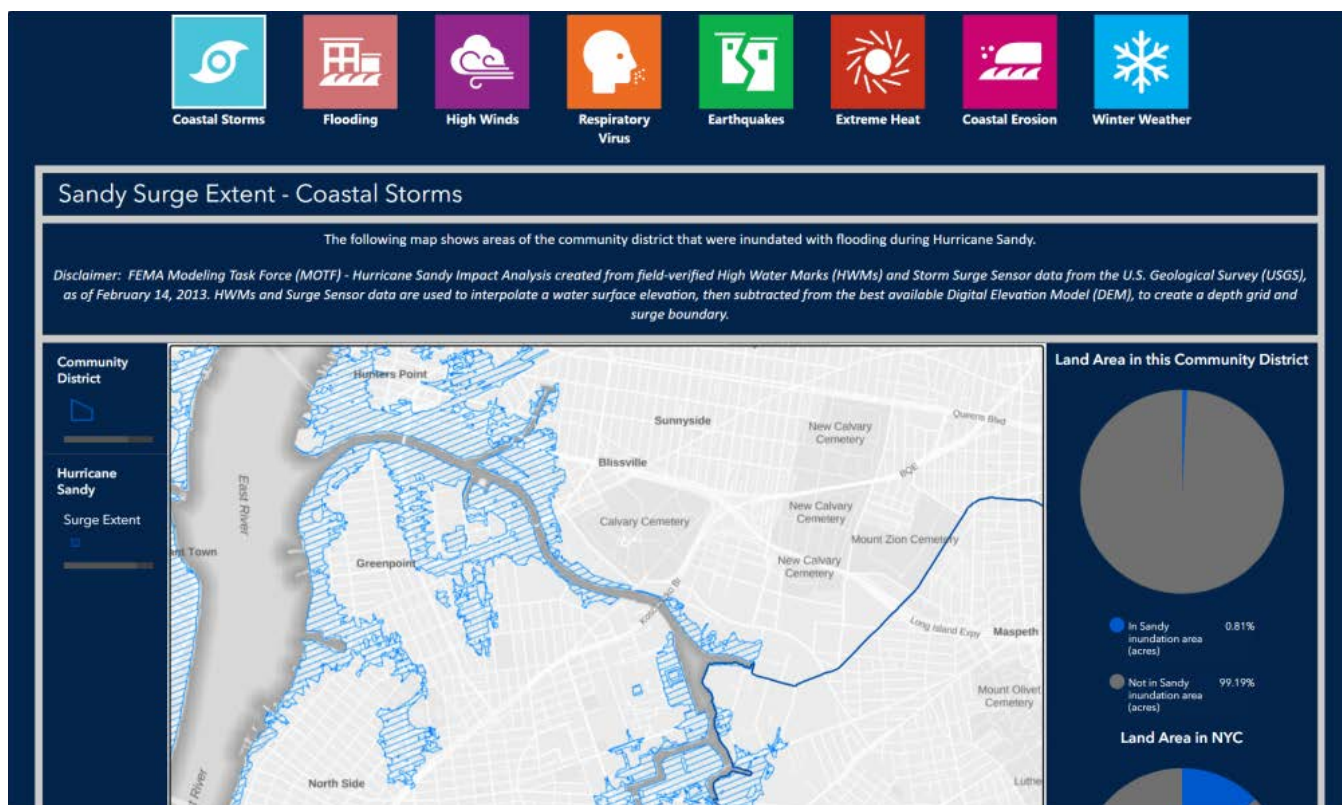 Coastal Storms
Flooding
High Winds
Respiratory
Virus
Earthquakes
Extreme Heat
Coastal Erosion
Winter Weather
Sandy Surge Extent - Coastal Storms
The following map shows areas of the community district that were inundated with flooding during Hurricane Sandy.
Disclaimer: FEMA Modeling Task Force (MOTF) - Hurricane Sandy Impact Analysis created from field-verified High Water Marks (HWMs) and Storm Surge Sensor data from the U.S. Geological Survey (USGS),
as of February 14, 2013. HWMs and Surge Sensor data are used to interpolate a water surface elevation, then subtracted from the best available Digital Elevation Model (DEM), to create a depth grid and
surge boundary.
Community
District
Hurricane
Sandy
Surge Extent
Hunters Point
Sunnyside
New Calvary
Cemetery
Queens Blvd
Blissville
BQE
East River
Calvary Cemetery
New Calvary
Cemetery
Mount Zion Cemetery
Town
Greenpoint
New Calvary
Cemetery
Kosciuszko Br
Long Island Expy
Maspeth
Mount Olivet
Cemetery
North Side
River
Luthe
Land Area in this Community District
In Sandy
inundation area
(acres)
0.81%
Not in Sandy
inundation area
(acres)
99.19%
Land Area in NYC